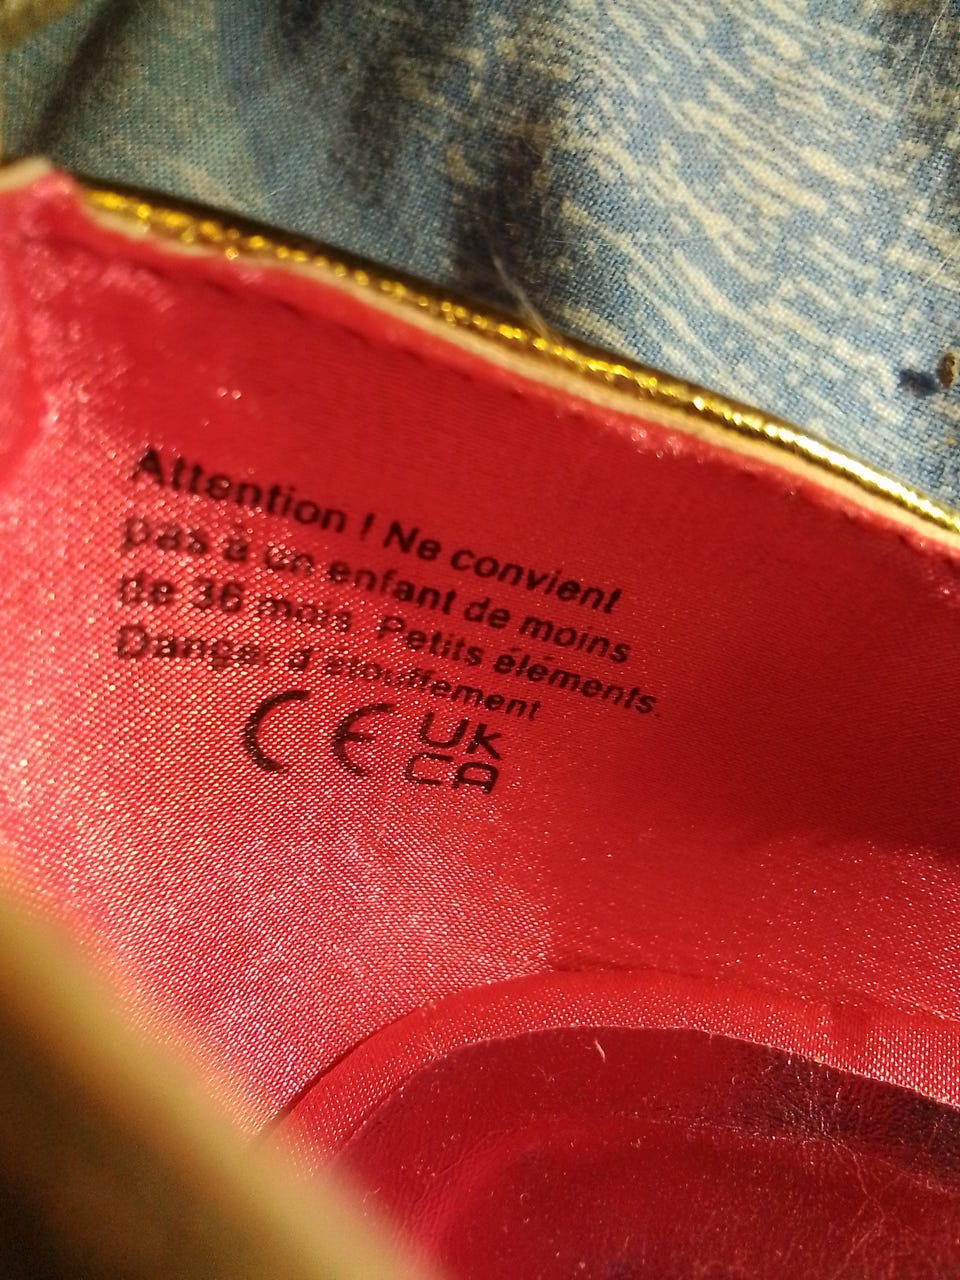 Attention ! Ne convient
pas à un enfant de moins
de 36 mois. Petits éléments.
Danger d'étouffement
CE UK
CA